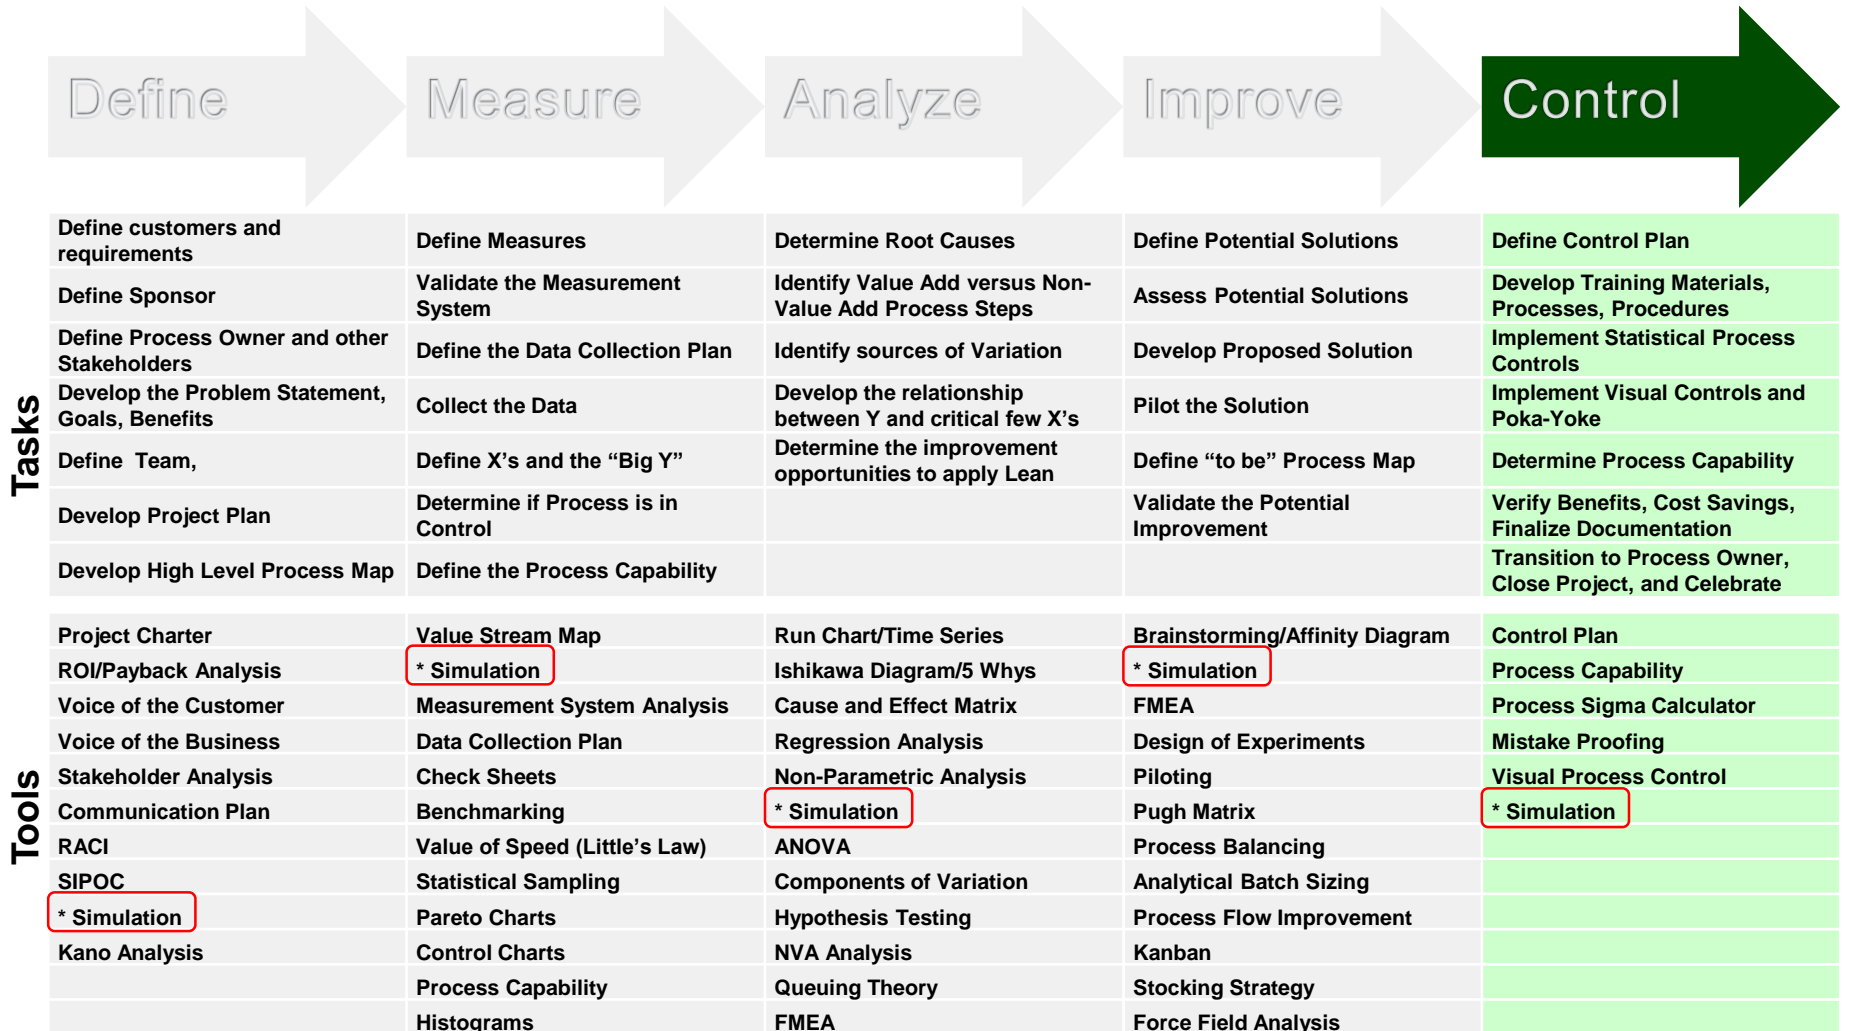 Define
Measure
Analyze
Improve
Control
Tasks
Define customers and
requirements
Define Measures
Determine Root Causes
Define Potential Solutions
Define Control Plan
Define Sponsor
Validate the Measurement
System
Identify Value Add versus Non-
Value Add Process Steps
Assess Potential Solutions
Develop Training Materials,
Processes, Procedures
Define Process Owner and other
Stakeholders
Define the Data Collection Plan
Identify sources of Variation
Develop Proposed Solution
Implement Statistical Process
Controls
Develop the Problem Statement,
Goals, Benefits
Collect the Data
Develop the relationship
between Y and critical few X’s
Pilot the Solution
Implement Visual Controls and
Poka-Yoke
Define  Team,
Define X’s and the “Big Y”
Determine the improvement
opportunities to apply Lean
Define “to be” Process Map
Determine Process Capability
Develop Project Plan
Determine if Process is in
Control
Validate the Potential
Improvement
Verify Benefits, Cost Savings,
Finalize Documentation
Develop High Level Process Map
Define the Process Capability
Transition to Process Owner,
Close Project, and Celebrate
Tools
Project Charter
Value Stream Map
Run Chart/Time Series
Brainstorming/Affinity Diagram
Control Plan
ROI/Payback Analysis
* Simulation
Ishikawa Diagram/5 Whys
* Simulation
Process Capability
Voice of the Customer
Measurement System Analysis
Cause and Effect Matrix
FMEA
Process Sigma Calculator
Voice of the Business
Data Collection Plan
Regression Analysis
Design of Experiments
Mistake Proofing
Stakeholder Analysis
Check Sheets
Non-Parametric Analysis
Piloting
Visual Process Control
Communication Plan
Benchmarking
* Simulation
Pugh Matrix
* Simulation
RACI
Value of Speed (Little’s Law)
ANOVA
Process Balancing
SIPOC
Statistical Sampling
Components of Variation
Analytical Batch Sizing
* Simulation
Pareto Charts
Hypothesis Testing
Process Flow Improvement
Kano Analysis
Control Charts
NVA Analysis
Kanban
Process Capability
Queuing Theory
Stocking Strategy
Histograms
FMEA
Force Field Analysis